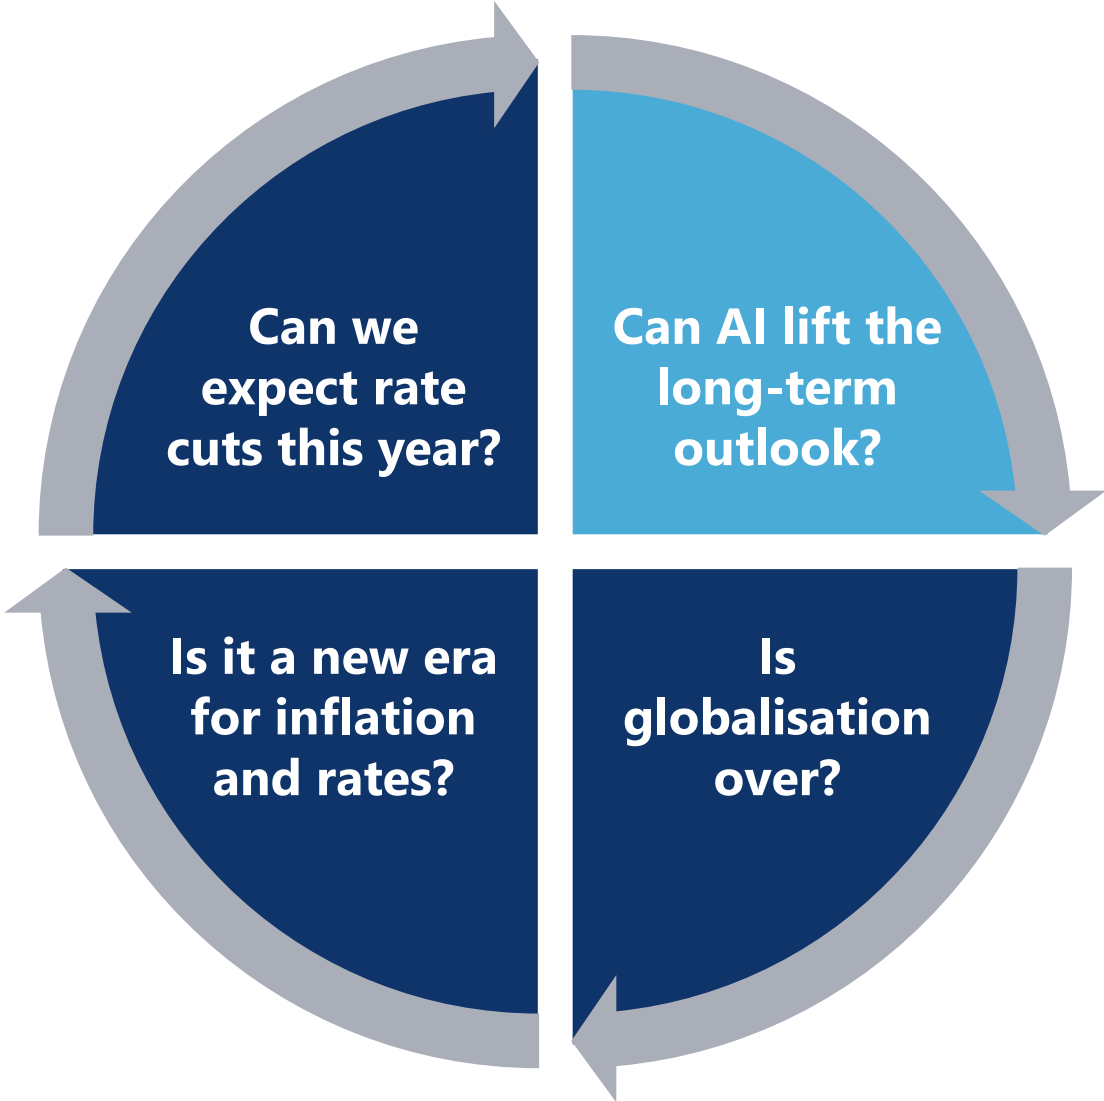 Can we
expect rate
cuts this year?
Can AI lift the
long-term
outlook?
Is it a new era
for inflation
and rates?
Is
globalisation
over?